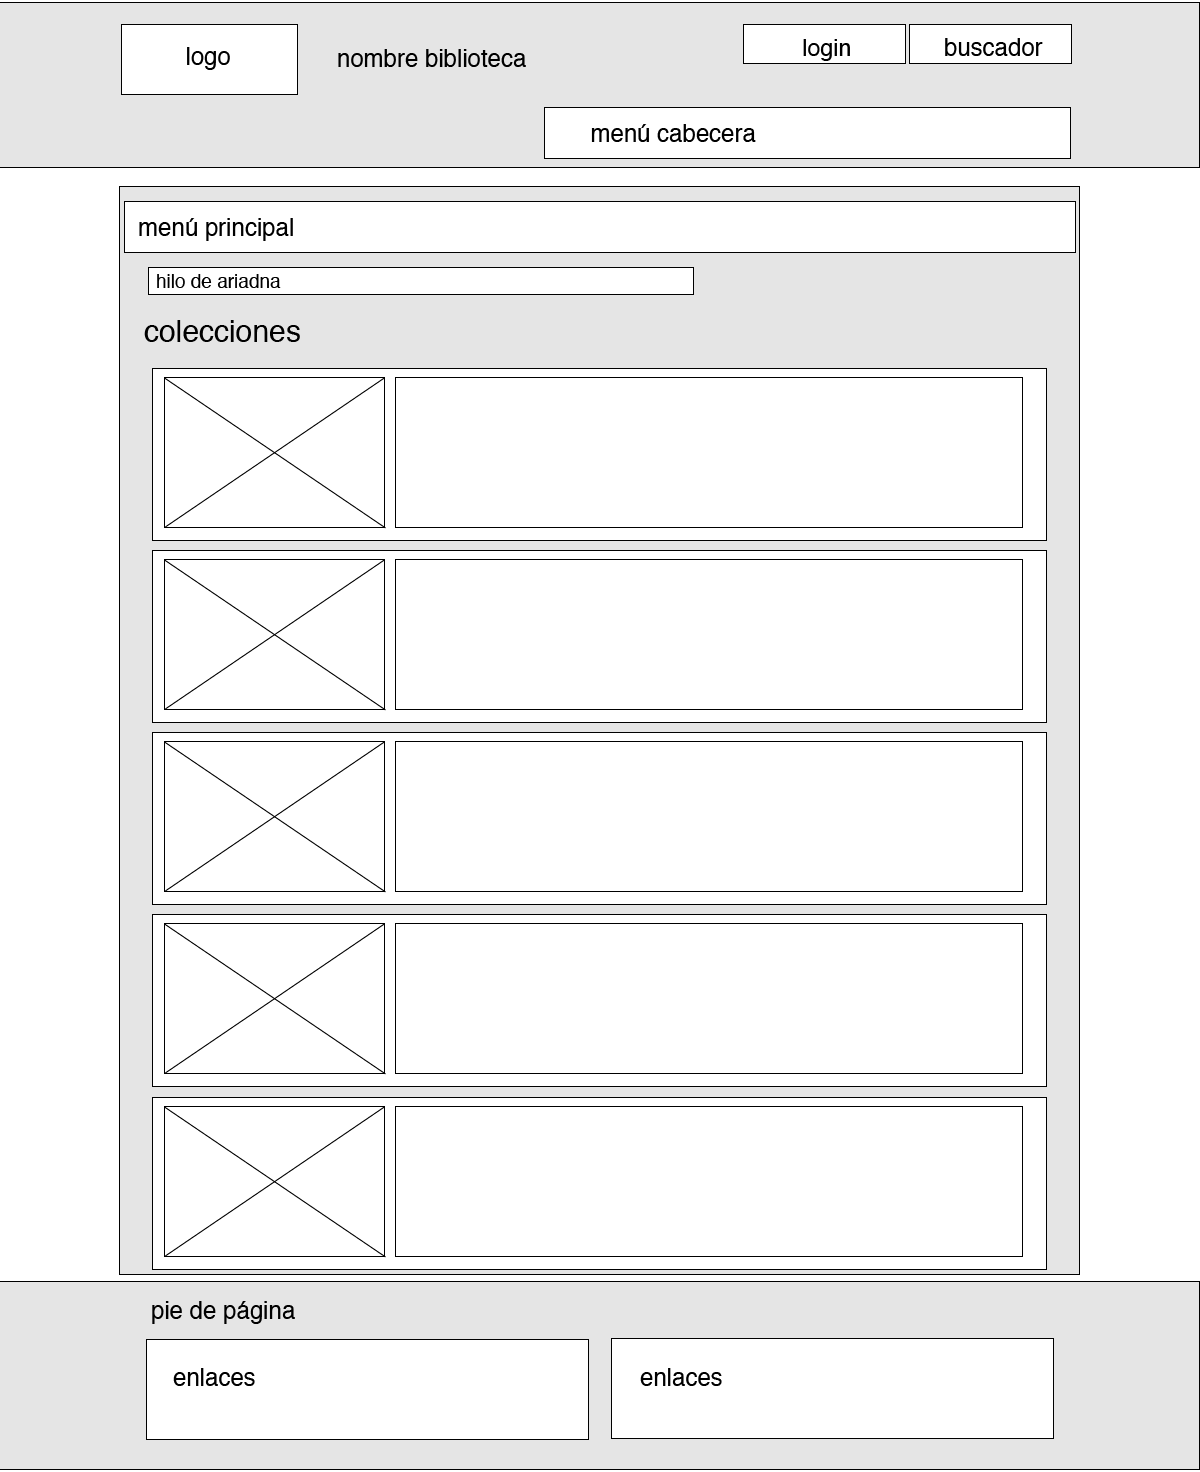 logo
nombre biblioteca
login
buscador
menú cabecera
menú principal
hilo de ariadna
colecciones
pie de página
enlaces
enlaces